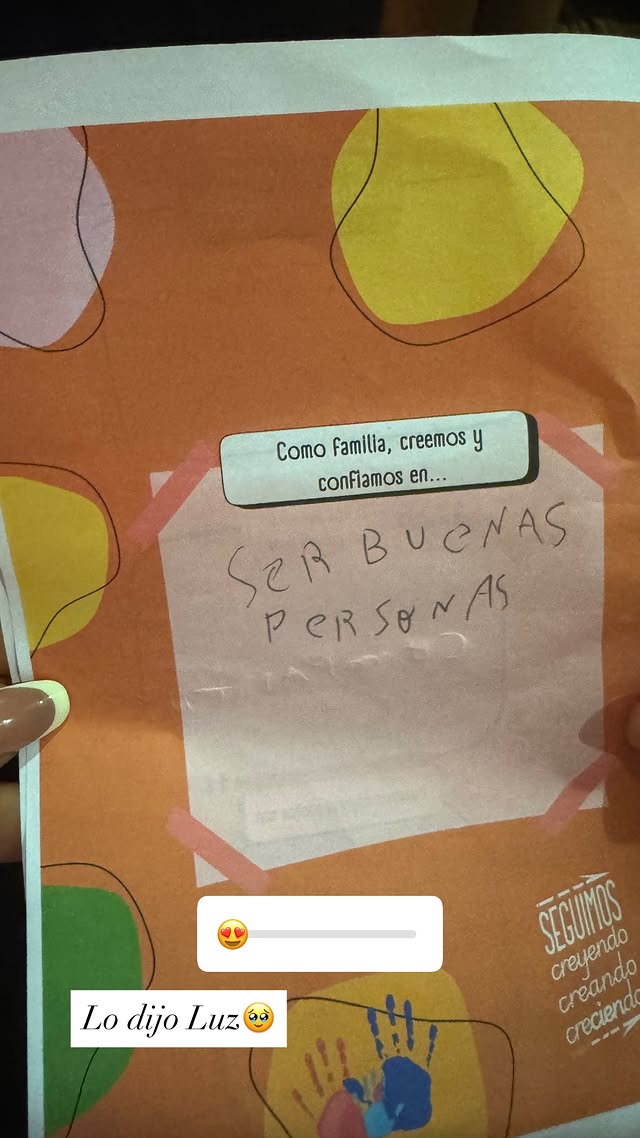 Como familia, creemos y
confiamos en...
SeR BUeNAS
PeRSONAS
SEGUIMOS
creyendo
creando
creciendo
Lo dijo Luz🥹